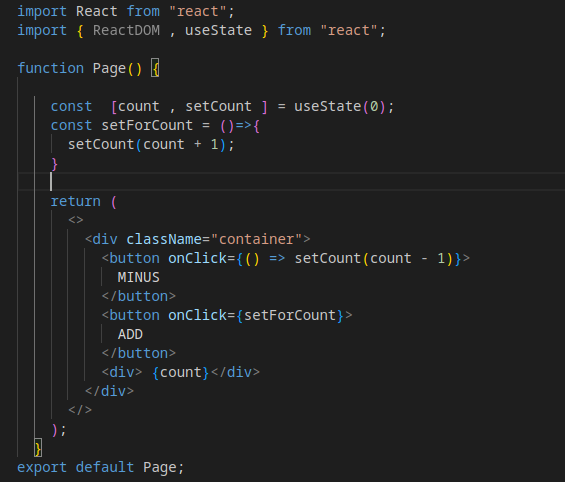 import React from "react";
import { ReactDOM , useState } from "react";

function Page() {

    const  [count , setCount ] = useState(0);
    const setForCount = ()=>{
      setCount(count + 1);
    }

    return (
      <>
        <div className="container">
          <button onClick={() => setCount(count - 1)}>
            MINUS
          </button>
          <button onClick={setForCount}>
            ADD
          </button>
          <div> {count}</div>
        </div>
      </>
    );
  }
export default Page;